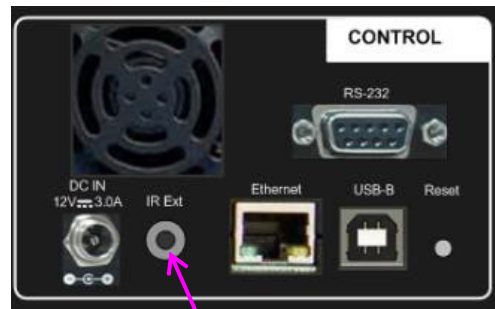 CONTROL
RS-232
DC IN
12V⎓3.0A
IR Ext
Ethernet
USB-B
Reset